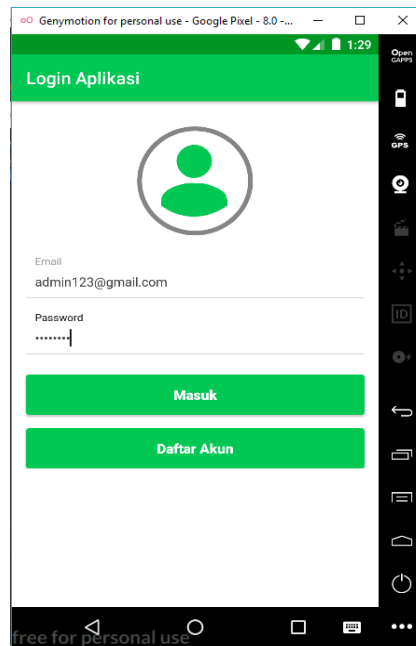 Genymotion for personal use - Google Pixel - 8.0 -...
1:29
Open
GAPPS
Login Aplikasi
GPS
Email
admin123@gmail.com
Password
••••••••
ID
Masuk
Daftar Akun
free for personal use